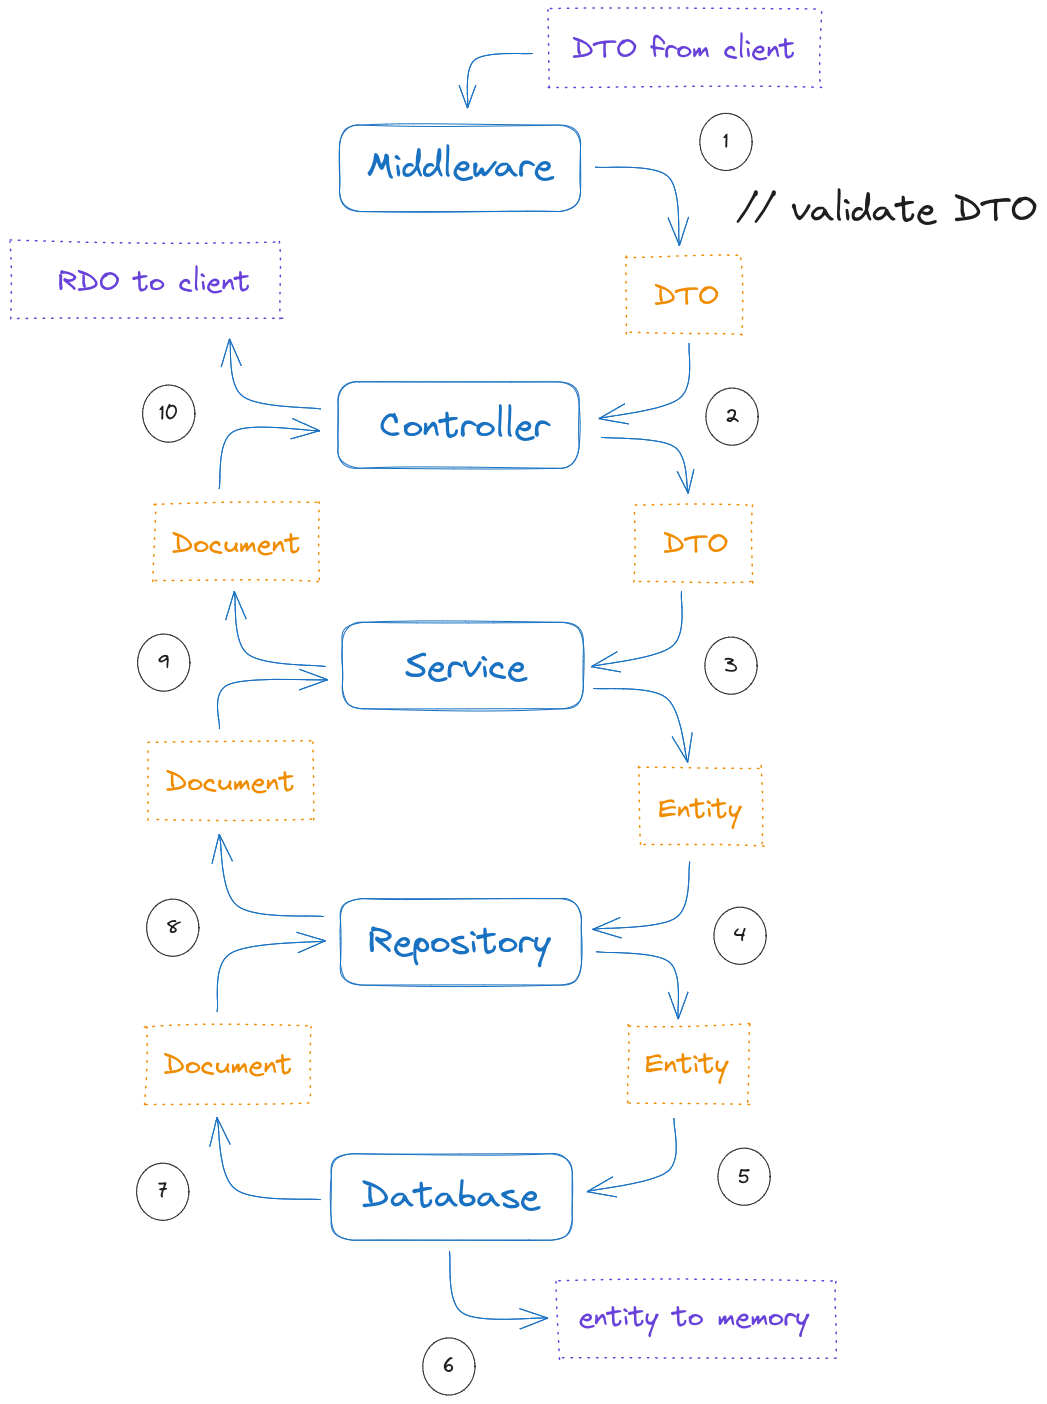 DTO from client
1
Middleware
// validate DTO
RDO to client
DTO
10
Controller
2
Document
DTO
9
Service
3
Document
Entity
8
Repository
4
Document
Entity
7
Database
5
entity to memory
6